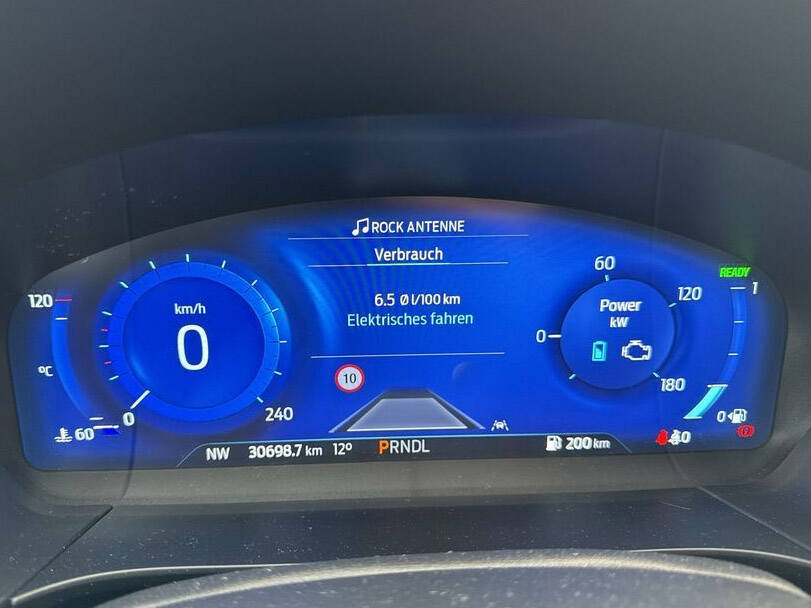 ROCK ANTENNE
Verbrauch
6.5 Ø l/100 km
Elektrisches fahren
km/h
0
0
240
120
°C
60
10
60
0
120
180
Power
kW
READY
1
0
NW 30698.7 km 12° PRNDL 200 km
0